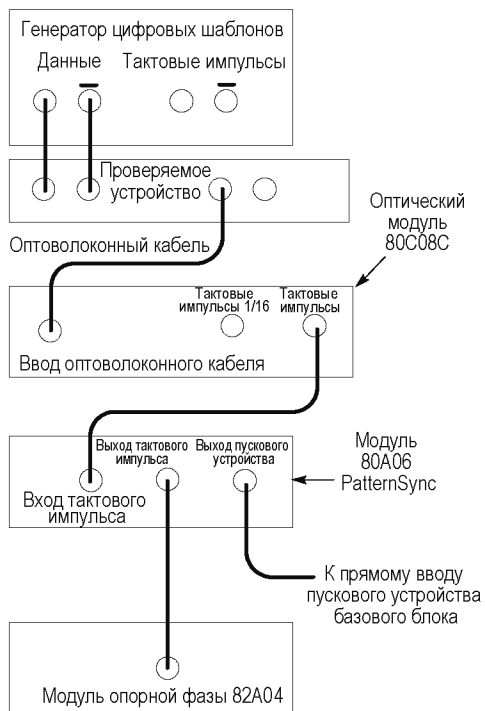 Генератор цифровых шаблонов
Данные
Тактовые импульсы
Проверяемое
устройство
Оптический
модуль
80C08C
Оптоволоконный кабель
Тактовые
импульсы 1/16
Тактовые
импульсы
Ввод оптоволоконного кабеля
Выход тактового
импульса
Выход пускового
устройства
Модуль
80A06
PatternSync
Вход тактового
импульса
К прямому вводу
пускового устройства
базового блока
Модуль опорной фазы 82A04